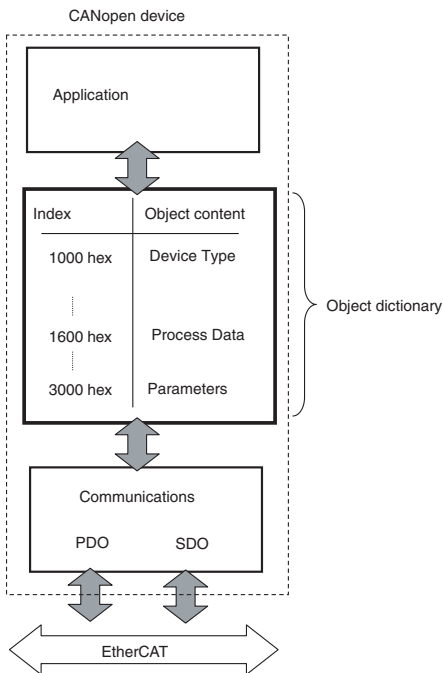 CANopen device
Application
Index Object content
1000 hex Device Type
1600 hex Process Data
3000 hex Parameters
Object dictionary
Communications
PDO SDO
EtherCAT